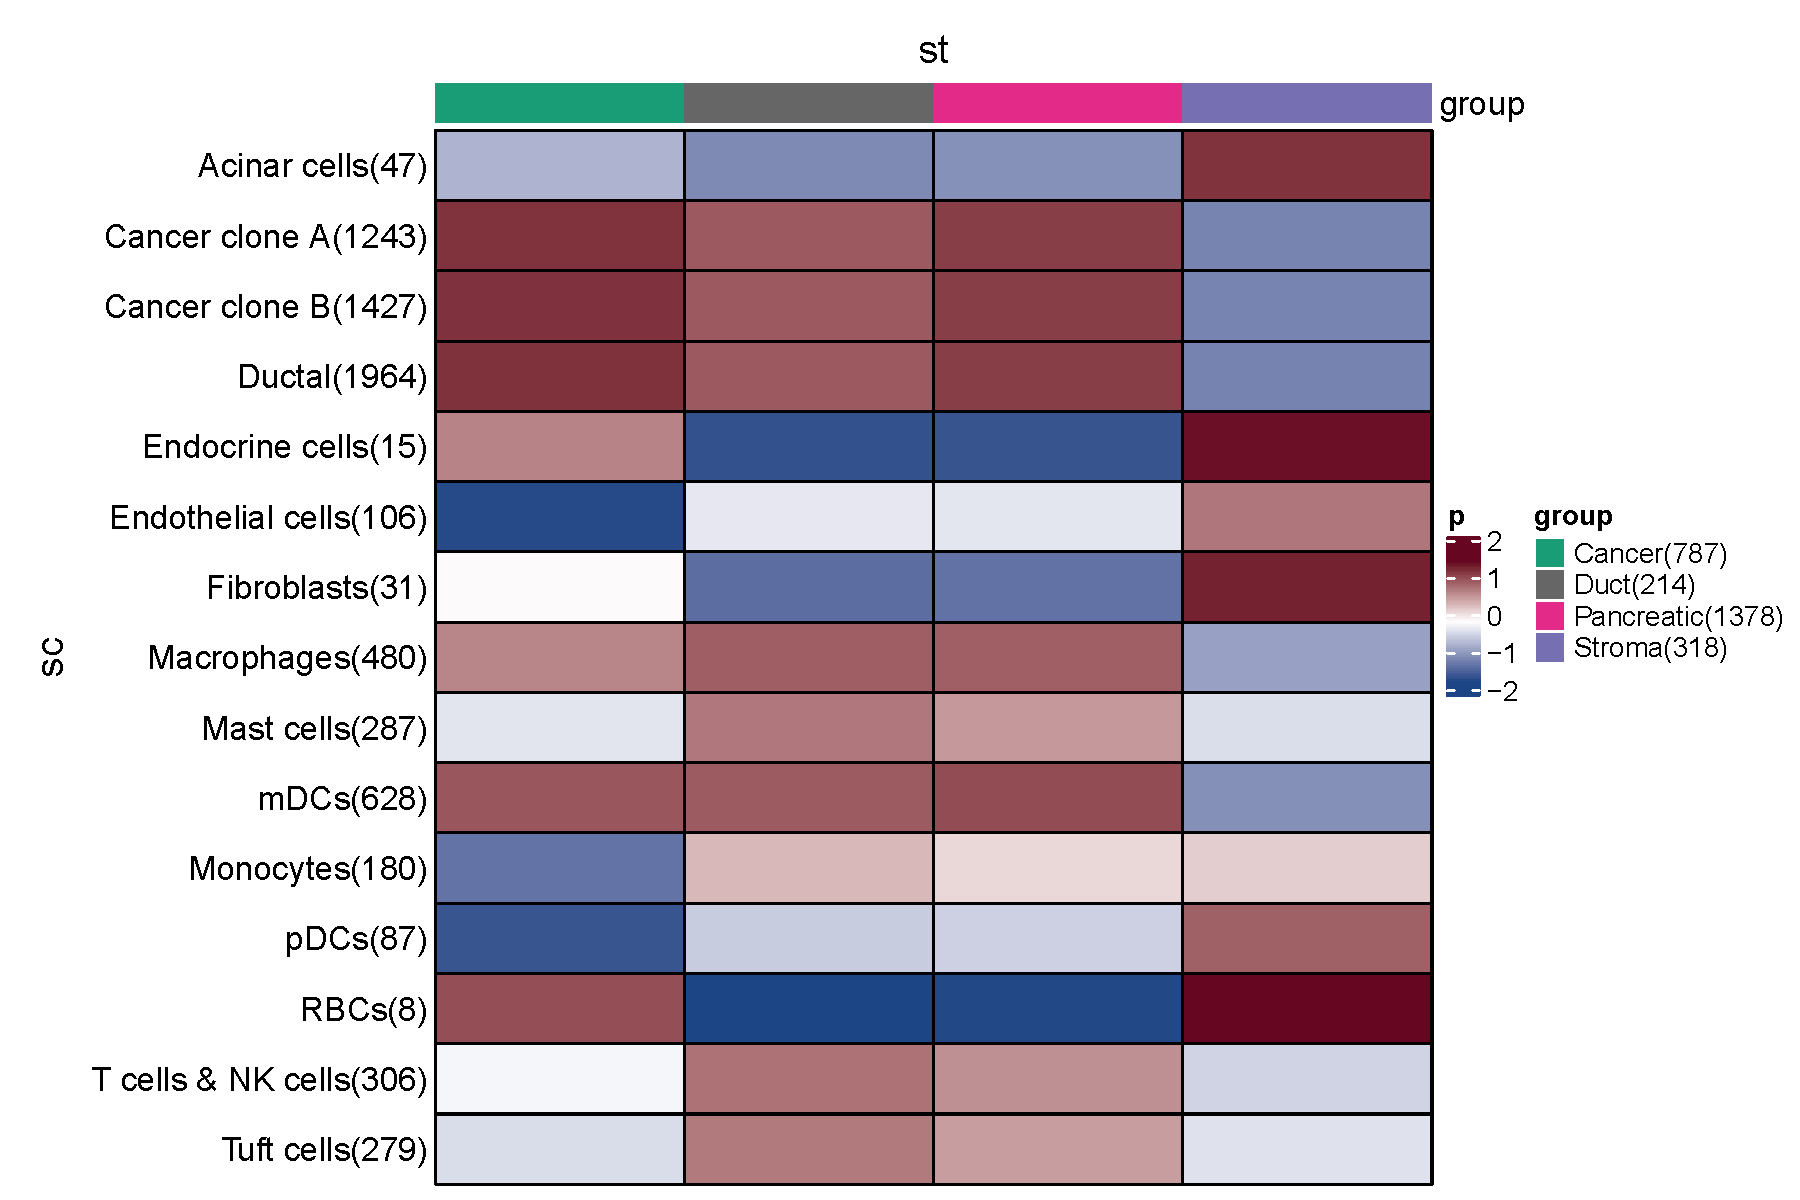 st
group
Acinar cells(47)
Cancer clone A(1243)
Cancer clone B(1427)
Ductal(1964)
Endocrine cells(15)
Endothelial cells(106)
Fibroblasts(31)
Macrophages(480)
Mast cells(287)
mDCs(628)
Monocytes(180)
pDCs(87)
RBCs(8)
T cells & NK cells(306)
Tuft cells(279)
sc
p
2
1
0
−1
−2
group
Cancer(787)
Duct(214)
Pancreatic(1378)
Stroma(318)